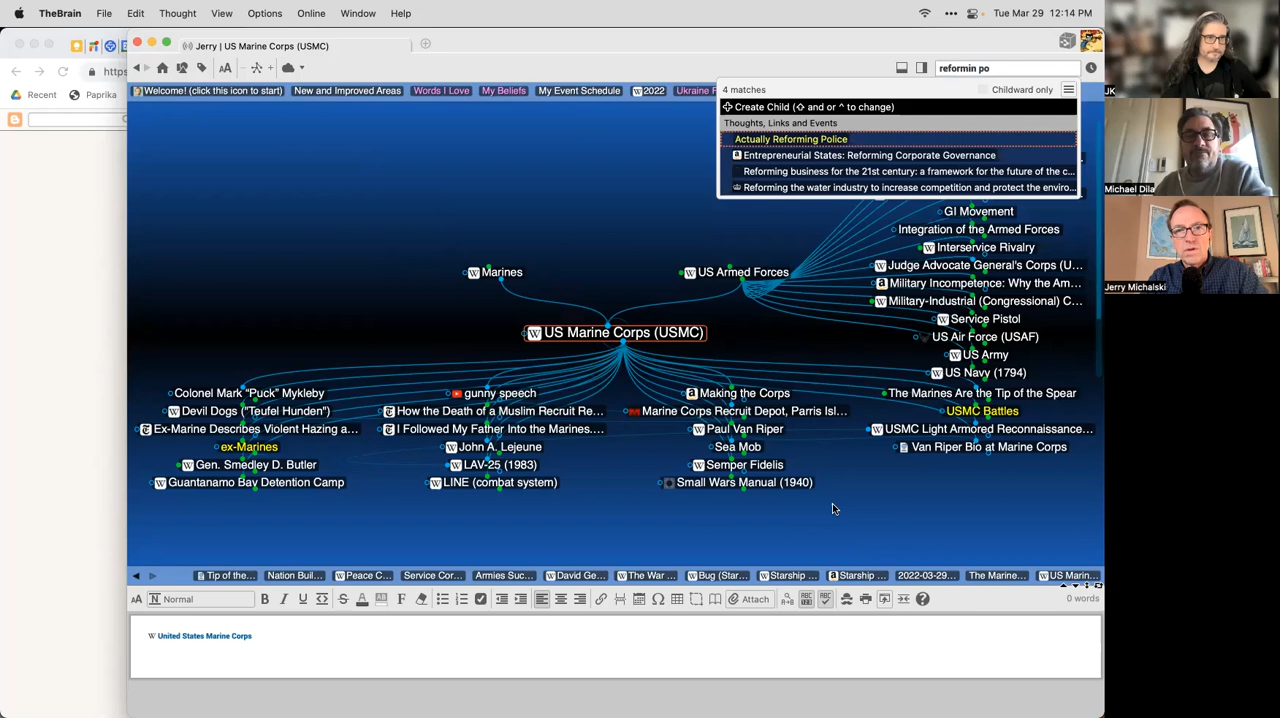 TheBrain File Edit Thought View Options Online Window Help Tue Mar 29 12:14 PM
Jerry | US Marine Corps (USMC)
https
Recent Paprika
reformin po
Welcome! (click this icon to start) New and Improved Areas Words I Love My Beliefs My Event Schedule 2022 Ukraine
4 matches Childward only
Create Child (⇧ and or ^ to change)
Thoughts, Links and Events
Actually Reforming Police
Entrepreneurial States: Reforming Corporate Governance
Reforming business for the 21st century: a framework for the future of the c...
Reforming the water industry to increase competition and protect the enviro...
GI Movement
Integration of the Armed Forces
Interservice Rivalry
Judge Advocate General's Corps (U...
Military Incompetence: Why the Am...
Military-Industrial (Congressional) C...
Service Pistol
US Air Force (USAF)
US Army
US Navy (1794)
Marines
US Armed Forces
US Marine Corps (USMC)
Colonel Mark "Puck" Mykleby
Devil Dogs ("Teufel Hunden")
Ex-Marine Describes Violent Hazing a...
ex-Marines
Gen. Smedley D. Butler
Guantanamo Bay Detention Camp
gunny speech
How the Death of a Muslim Recruit Re...
I Followed My Father Into the Marines....
John A. Lejeune
LAV-25 (1983)
LINE (combat system)
Making the Corps
Marine Corps Recruit Depot, Parris Isl...
Paul Van Riper
Sea Mob
Semper Fidelis
Small Wars Manual (1940)
The Marines Are the Tip of the Spear
USMC Battles
USMC Light Armored Reconnaissance...
Van Riper Bio at Marine Corps
Tip of the... Nation Buil... Peace C... Service Cor... Armies Suc... David Ge... The War ... Bug (Star... Starship ... Starship ... 2022-03-29... The Marine... US Marin...
Normal B I U S A Attach 0 words
United States Marine Corps
JK
Michael Dila
Jerry Michalski